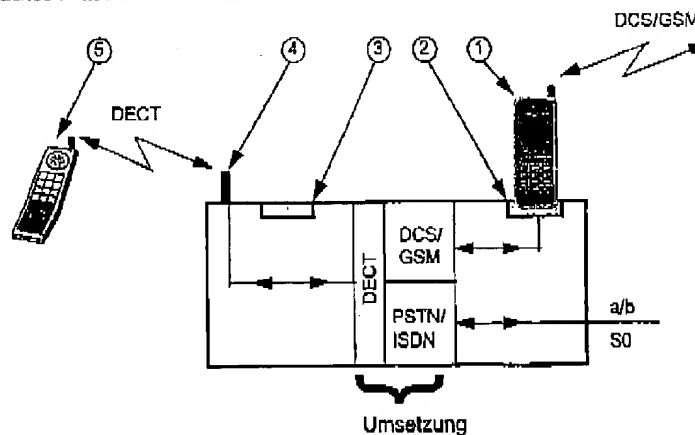 DCS/GSM
⑤
④
③
②
①
DECT
DECT
DCS/
GSM
PSTN/
ISDN
a/b
S0
Umsetzung